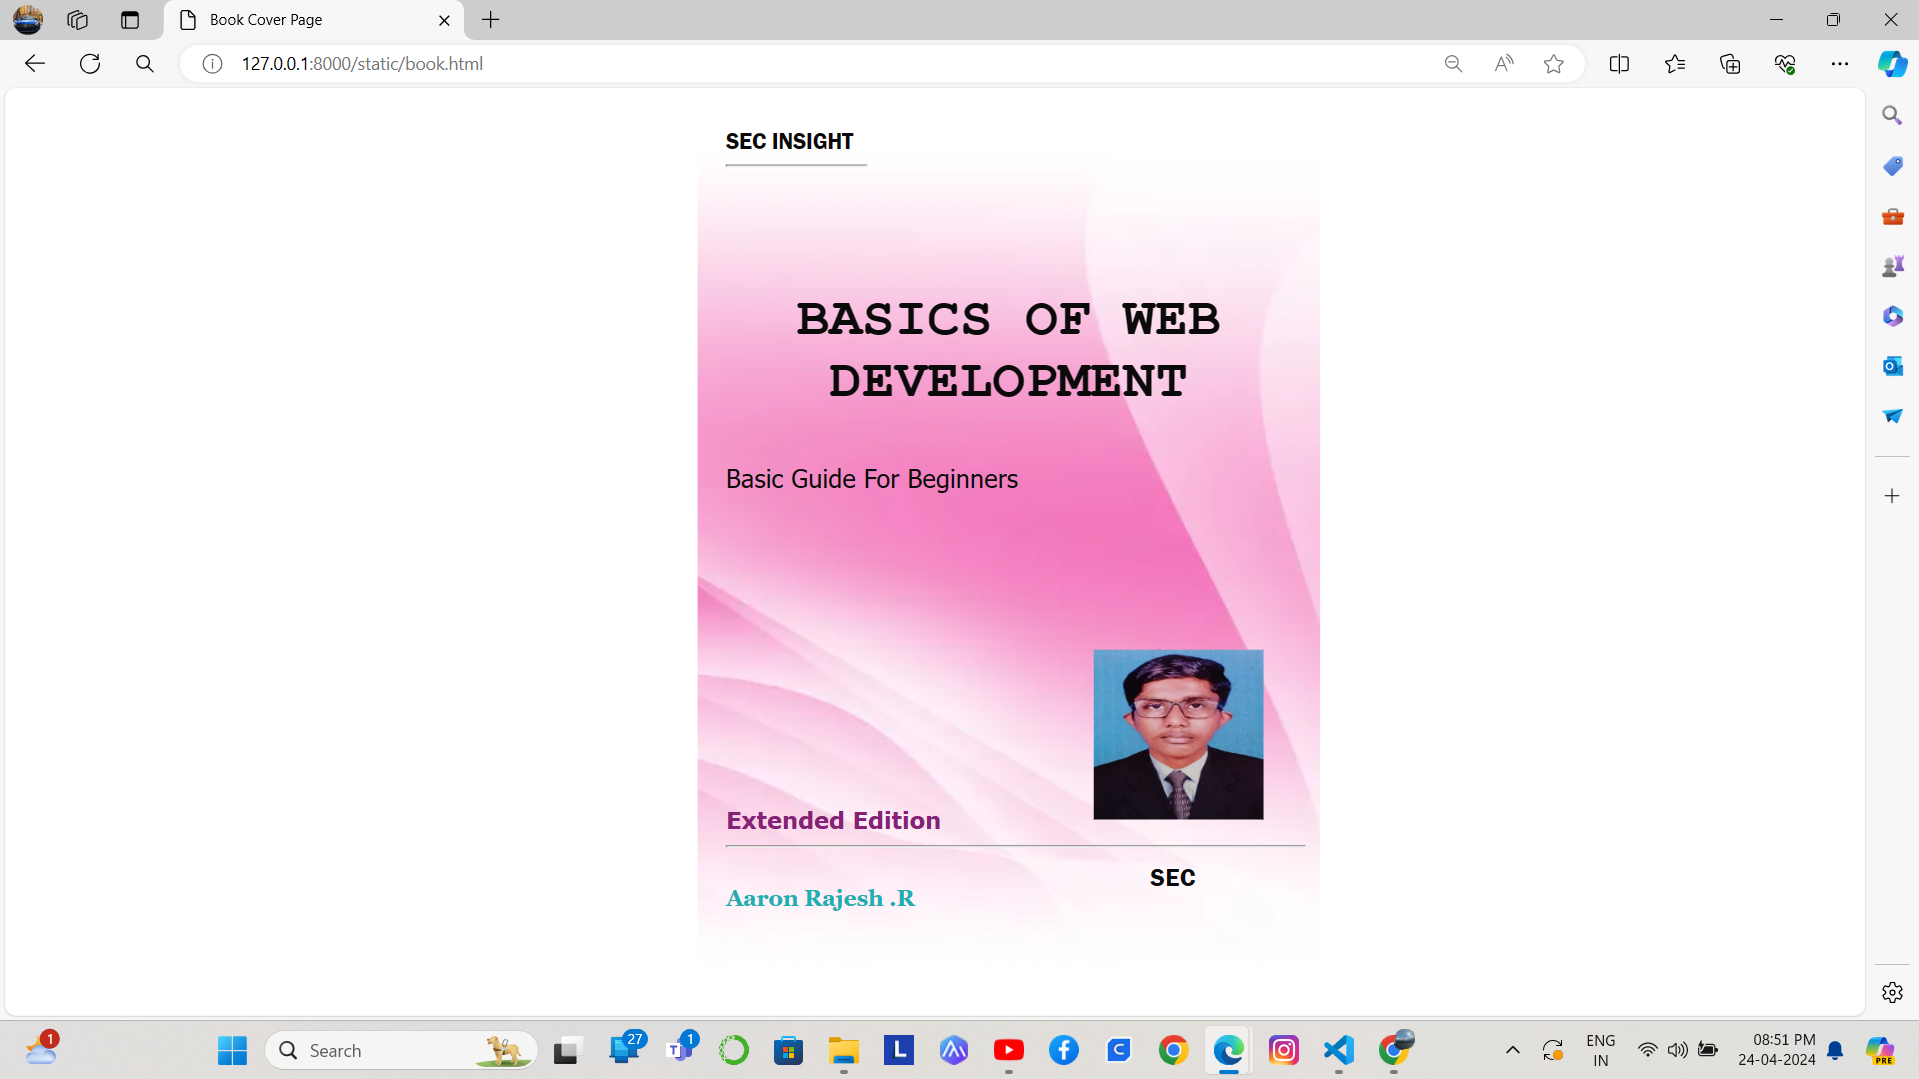 Book Cover Page
127.0.0.1:8000/static/book.html
SEC INSIGHT
BASICS OF WEB
DEVELOPMENT
Basic Guide For Beginners
Extended Edition
SEC
Aaron Rajesh .R
1
Search
27
1
T
L
C
ENG
IN
08:51 PM
24-04-2024
PRE